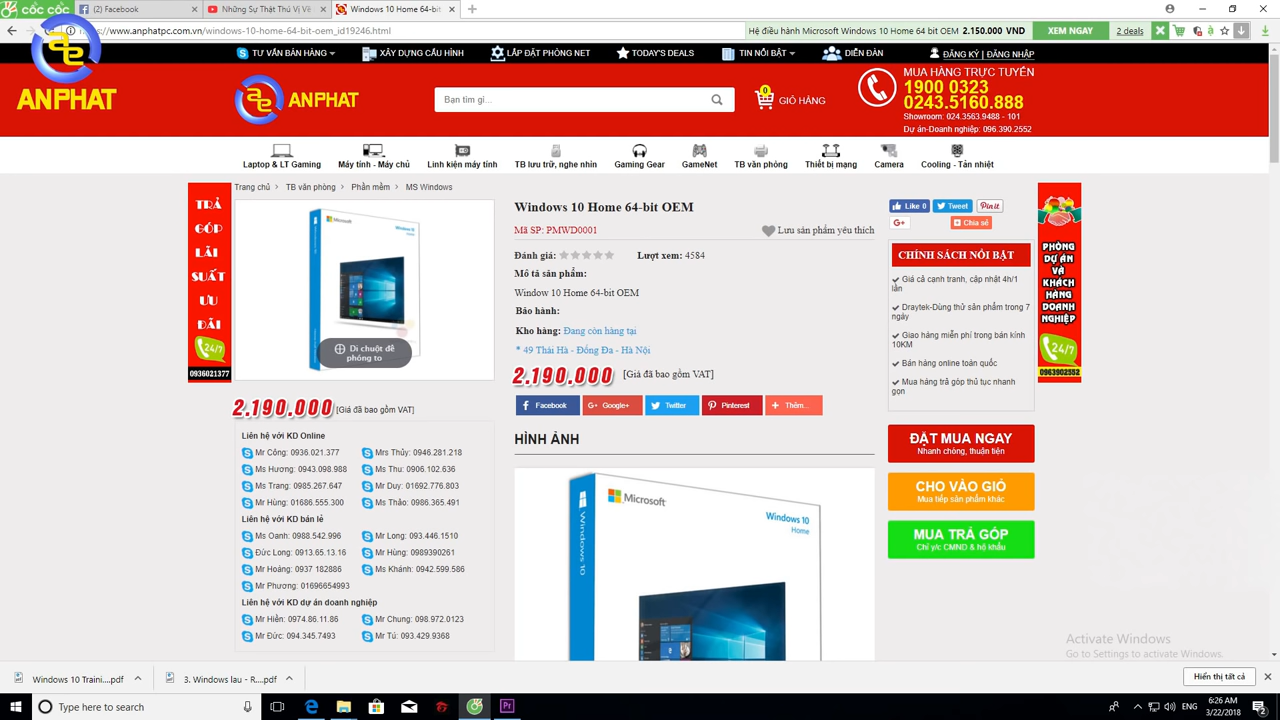 cốc cốc
(2) Facebook
Những Sự Thật Thú Vị Về
Windows 10 Home 64-bit
https://www.anphatpc.com.vn/windows-10-home-64-bit-oem_id19246.html
Hệ điều hành Microsoft Windows 10 Home 64 bit OEM 2.150.000 VND
XEM NGAY
2 deals
TƯ VẤN BÁN HÀNG
XÂY DỰNG CẤU HÌNH
LẮP ĐẶT PHÒNG NET
TODAY'S DEALS
TIN NỔI BẬT
DIỄN ĐÀN
ĐĂNG KÝ | ĐĂNG NHẬP
ANPHAT
ANPHAT
Bạn tìm gì...
0
GIỎ HÀNG
MUA HÀNG TRỰC TUYẾN
1900 0323
0243.5160.888
Showroom: 024.3563.9488 - 101
Dự án-Doanh nghiệp: 096.390.2552
Laptop & LT Gaming
Máy tính - Máy chủ
Linh kiện máy tính
TB lưu trữ, nghe nhìn
Gaming Gear
GameNet
TB văn phòng
Thiết bị mạng
Camera
Cooling - Tản nhiệt
TRẢ
GÓP
LÃI
SUẤT
ƯU
ĐÃI
24/7
0936021377
Trang chủ > TB văn phòng > Phần mềm > MS Windows
Microsoft
Windows 10
Home
Di chuột để
phóng to
2.190.000 [Giá đã bao gồm VAT]
Liên hệ với KD Online
Mr Công: 0936.021.377
Mrs Thủy: 0946.281.218
Ms Hương: 0943.098.988
Ms Thu: 0906.102.636
Ms Trang: 0985.267.647
Mr Duy: 01692.776.803
Mr Hùng: 01686.555.300
Ms Thảo: 0986.365.491
Liên hệ với KD bán lẻ
Ms Oanh: 0988.542.996
Mr Long: 093.446.1510
Đức Long: 0913.65.13.16
Mr Hùng: 0989390261
Mr Hoàng: 0937 182886
Ms Khánh: 0942.599.586
Mr Phương: 01696654993
Liên hệ với KD dự án doanh nghiệp
Mr Hiển: 0974.86.11.86
Mr Chung: 098.972.0123
Mr Đức: 094.345.7493
Mr Tú: 093.429.9368
Windows 10 Home 64-bit OEM
Mã SP: PMWD0001
Lưu sản phẩm yêu thích
Đánh giá:
Lượt xem: 4584
Mô tả sản phẩm:
Window 10 Home 64-bit OEM
Bảo hành:
Kho hàng: Đang còn hàng tại
* 49 Thái Hà - Đống Đa - Hà Nội
2.190.000 [Giá đã bao gồm VAT]
Facebook
Google+
Twitter
Pinterest
Thêm...
HÌNH ẢNH
Microsoft
Windows 10
Home
Windows 10
Like 0
Tweet
Pin it
G+
Chia sẻ
CHÍNH SÁCH NỔI BẬT
Giá cả cạnh tranh, cập nhật 4h/1
lần
Draytek-Dùng thử sản phẩm trong 7
ngày
Giao hàng miễn phí trong bán kính
10KM
Bán hàng online toàn quốc
Mua hàng trả góp thủ tục nhanh
gọn
ĐẶT MUA NGAY
Nhanh chóng, thuận tiện
CHO VÀO GIỎ
Mua tiếp sản phẩm khác
MUA TRẢ GÓP
Chỉ y/c CMND & hộ khẩu
PHÒNG
DỰ ÁN
VÀ
KHÁCH
HÀNG
DOANH
NGHIỆP
24/7
0963902552
Activate Windows
Go to Settings to activate Windows.
Windows 10 Traini....pdf
3. Windows lau - R....pdf
Hiển thị tất cả
Type here to search
ENG
6:26 AM
3/22/2018
2